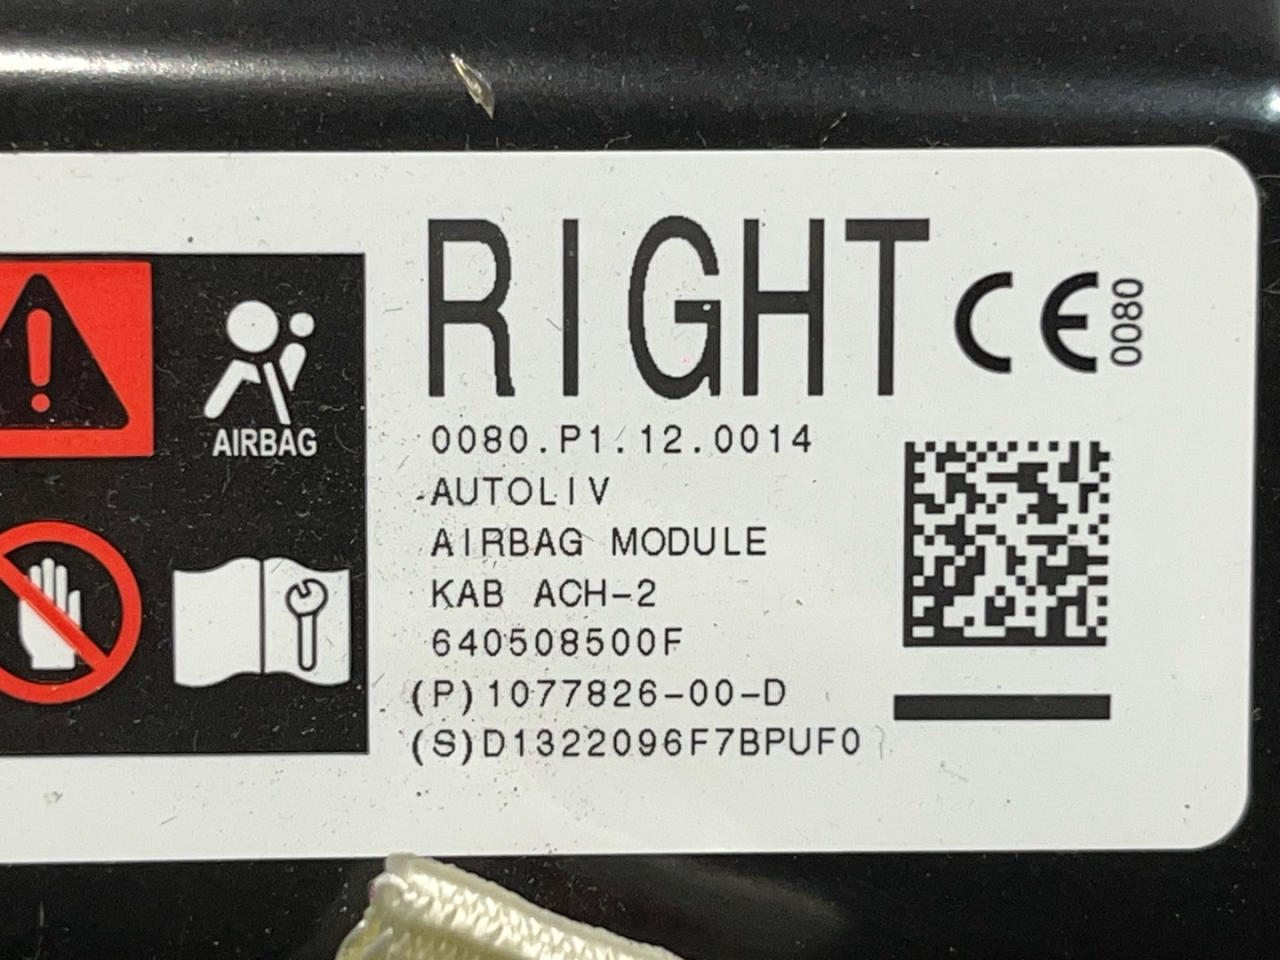 RIGHT
CE 0080
AIRBAG
0080.P1.12.0014
AUTOLIV
AIRBAG MODULE
KAB ACH-2
640508500F
(P)1077826-00-D
(S)D1322096F7BPUF0